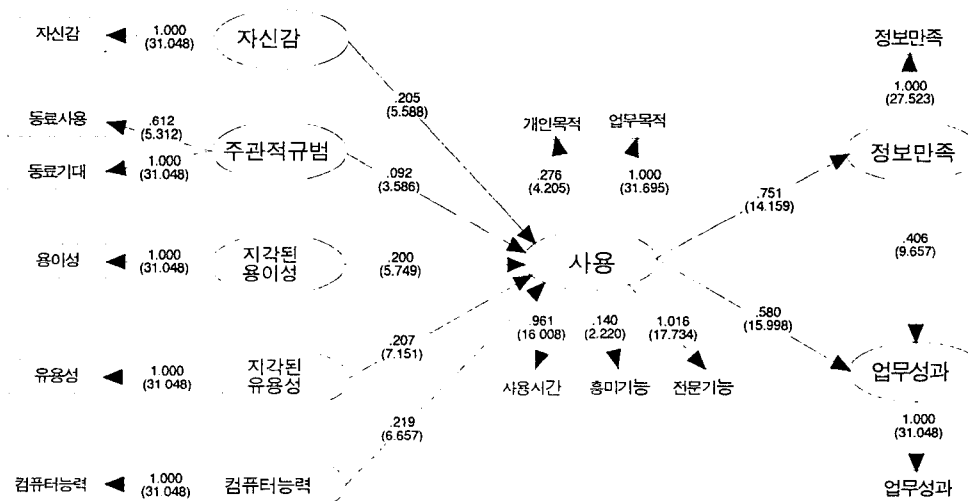 자신감
1.000
(31.048)
자신감
.205
(5.588)
동료사용
.612
(5.312)
주관적규범
동료기대
1.000
(31.048)
.092
(3.586)
용이성
1.000
(31.048)
지각된
용이성
.200
(5.749)
유용성
1.000
(31 048)
지각된
유용성
.207
(7.151)
컴퓨터능력
1.000
(31.048)
컴퓨터능력
.219
(6.657)
개인목적
업무목적
.276
(4.205)
1.000
(31.695)
사용
.961
(16 008)
.140
(2.220)
1.016
(17.734)
사용시간
흥미기능
전문기능
.751
(14.159)
.580
(15.998)
정보만족
1.000
(27.523)
정보만족
.406
(9.657)
업무성과
1.000
(31.048)
업무성과